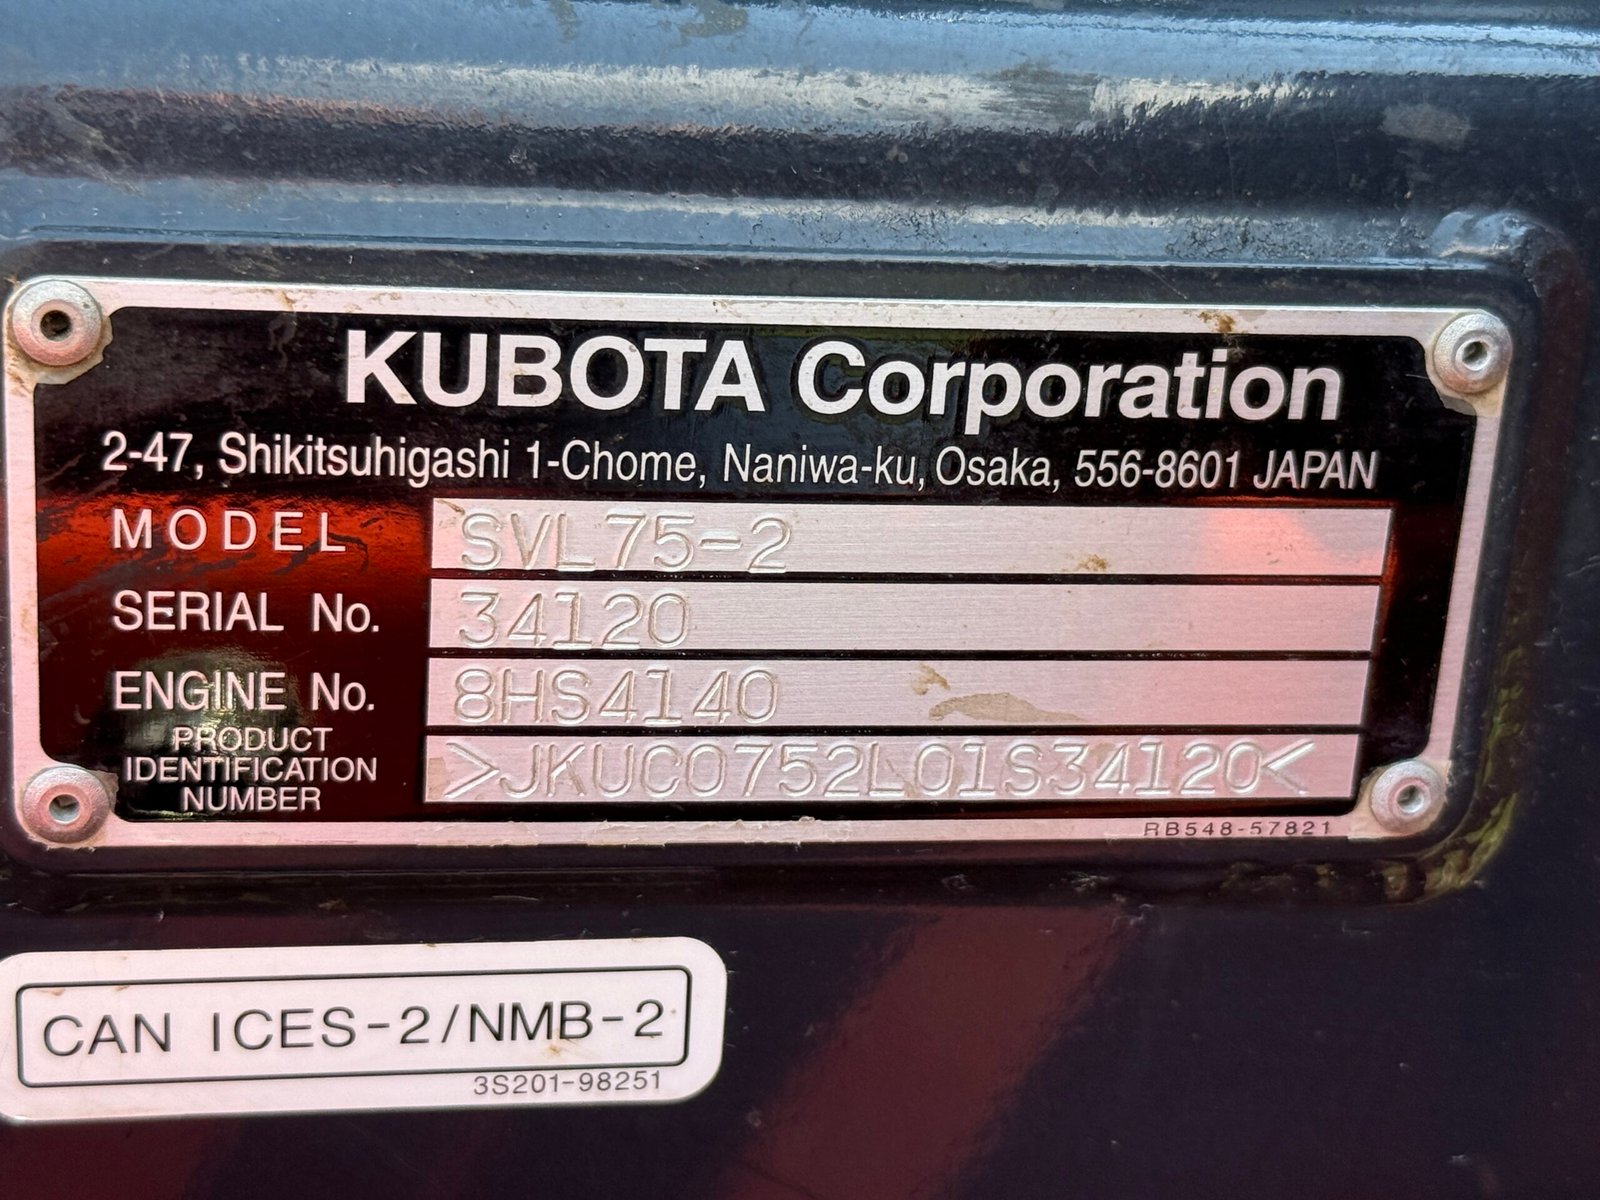 KUBOTA Corporation
2-47, Shikitsuhigashi 1-Chome, Naniwa-ku, Osaka, 556-8601 JAPAN
MODEL SVL75-2
SERIAL No. 34120
ENGINE No. 8HS4140
PRODUCT
IDENTIFICATION
NUMBER
>JKUC0752L01S34120<
RB548-57821
CAN ICES-2/NMB-2
3S201-98251